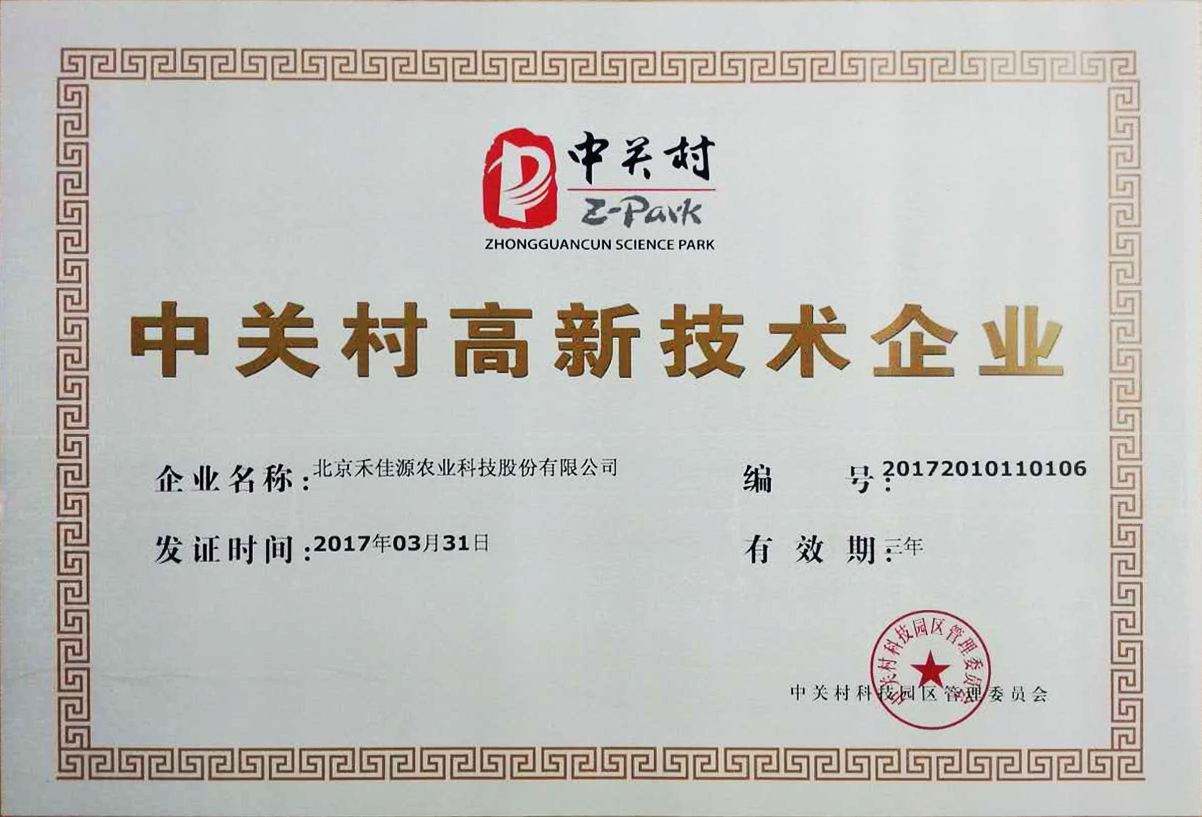 中关村
Z-Park
ZHONGGUANCUN SCIENCE PARK
中关村高新技术企业
企业名称:北京禾佳源农业科技股份有限公司
编 号:20172010110106
发证时间:2017年03月31日
有 效 期:三年
中关村科技园区管理委员会
中关村科技园区管理委员会